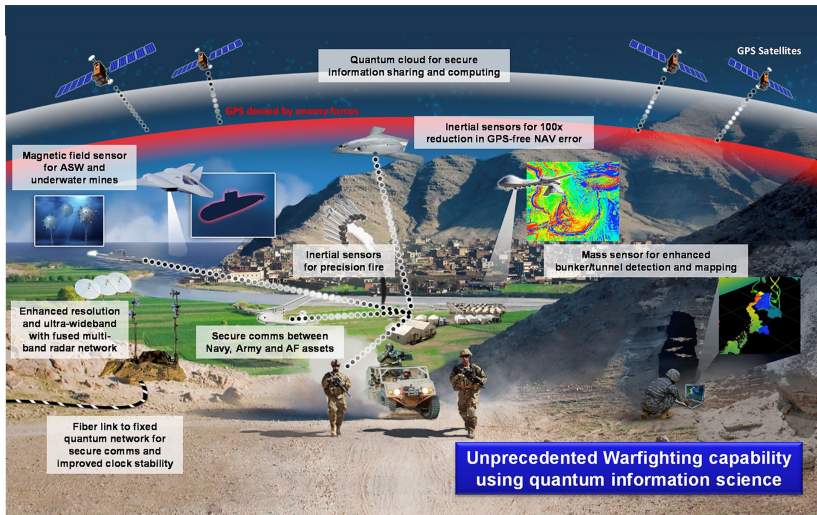 GPS Satellites
Quantum cloud for secure
information sharing and computing
GPS denied by enemy forces
Inertial sensors for 100x
reduction in GPS-free NAV error
Magnetic field sensor
for ASW and
underwater mines
Inertial sensors
for precision fire
Mass sensor for enhanced
bunker/tunnel detection and mapping
Enhanced resolution
and ultra-wideband
with fused multi-
band radar network
Secure comms between
Navy, Army and AF assets
Fiber link to fixed
quantum network for
secure comms and
improved clock stability
Unprecedented Warfighting capability
using quantum information science